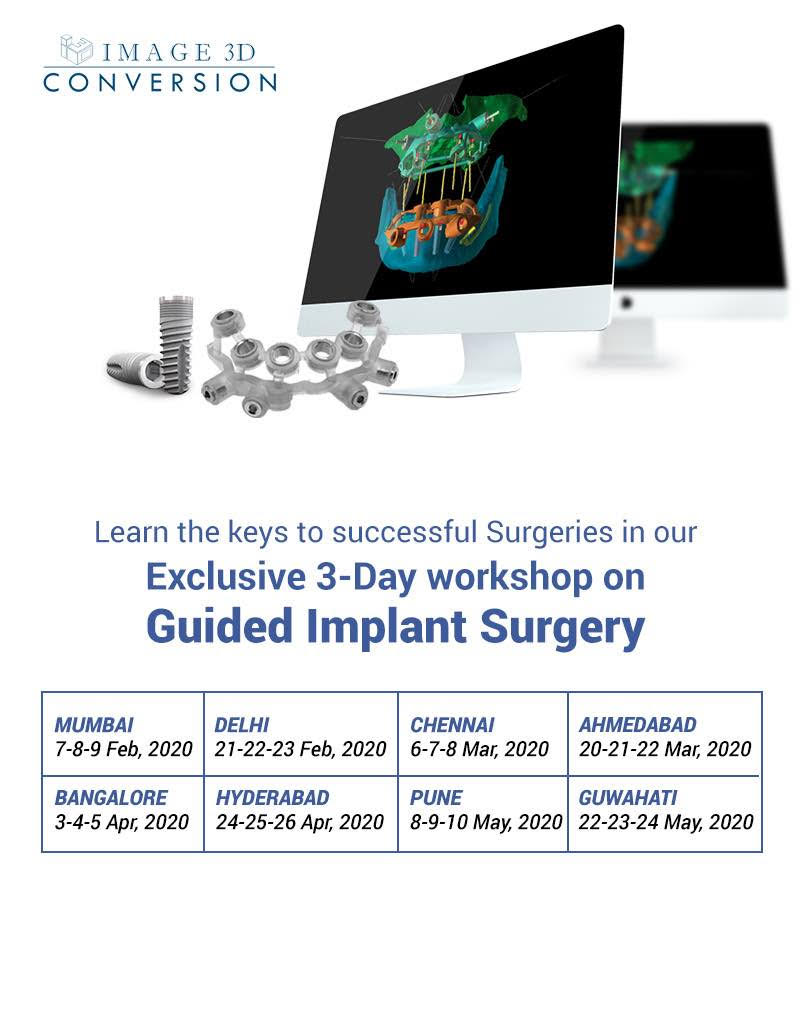 IMAGE 3D
CONVERSION
Learn the keys to successful Surgeries in our
Exclusive 3-Day workshop on
Guided Implant Surgery
MUMBAI
7-8-9 Feb, 2020
DELHI
21-22-23 Feb, 2020
CHENNAI
6-7-8 Mar, 2020
AHMEDABAD
20-21-22 Mar, 2020
BANGALORE
3-4-5 Apr, 2020
HYDERABAD
24-25-26 Apr, 2020
PUNE
8-9-10 May, 2020
GUWAHATI
22-23-24 May, 2020